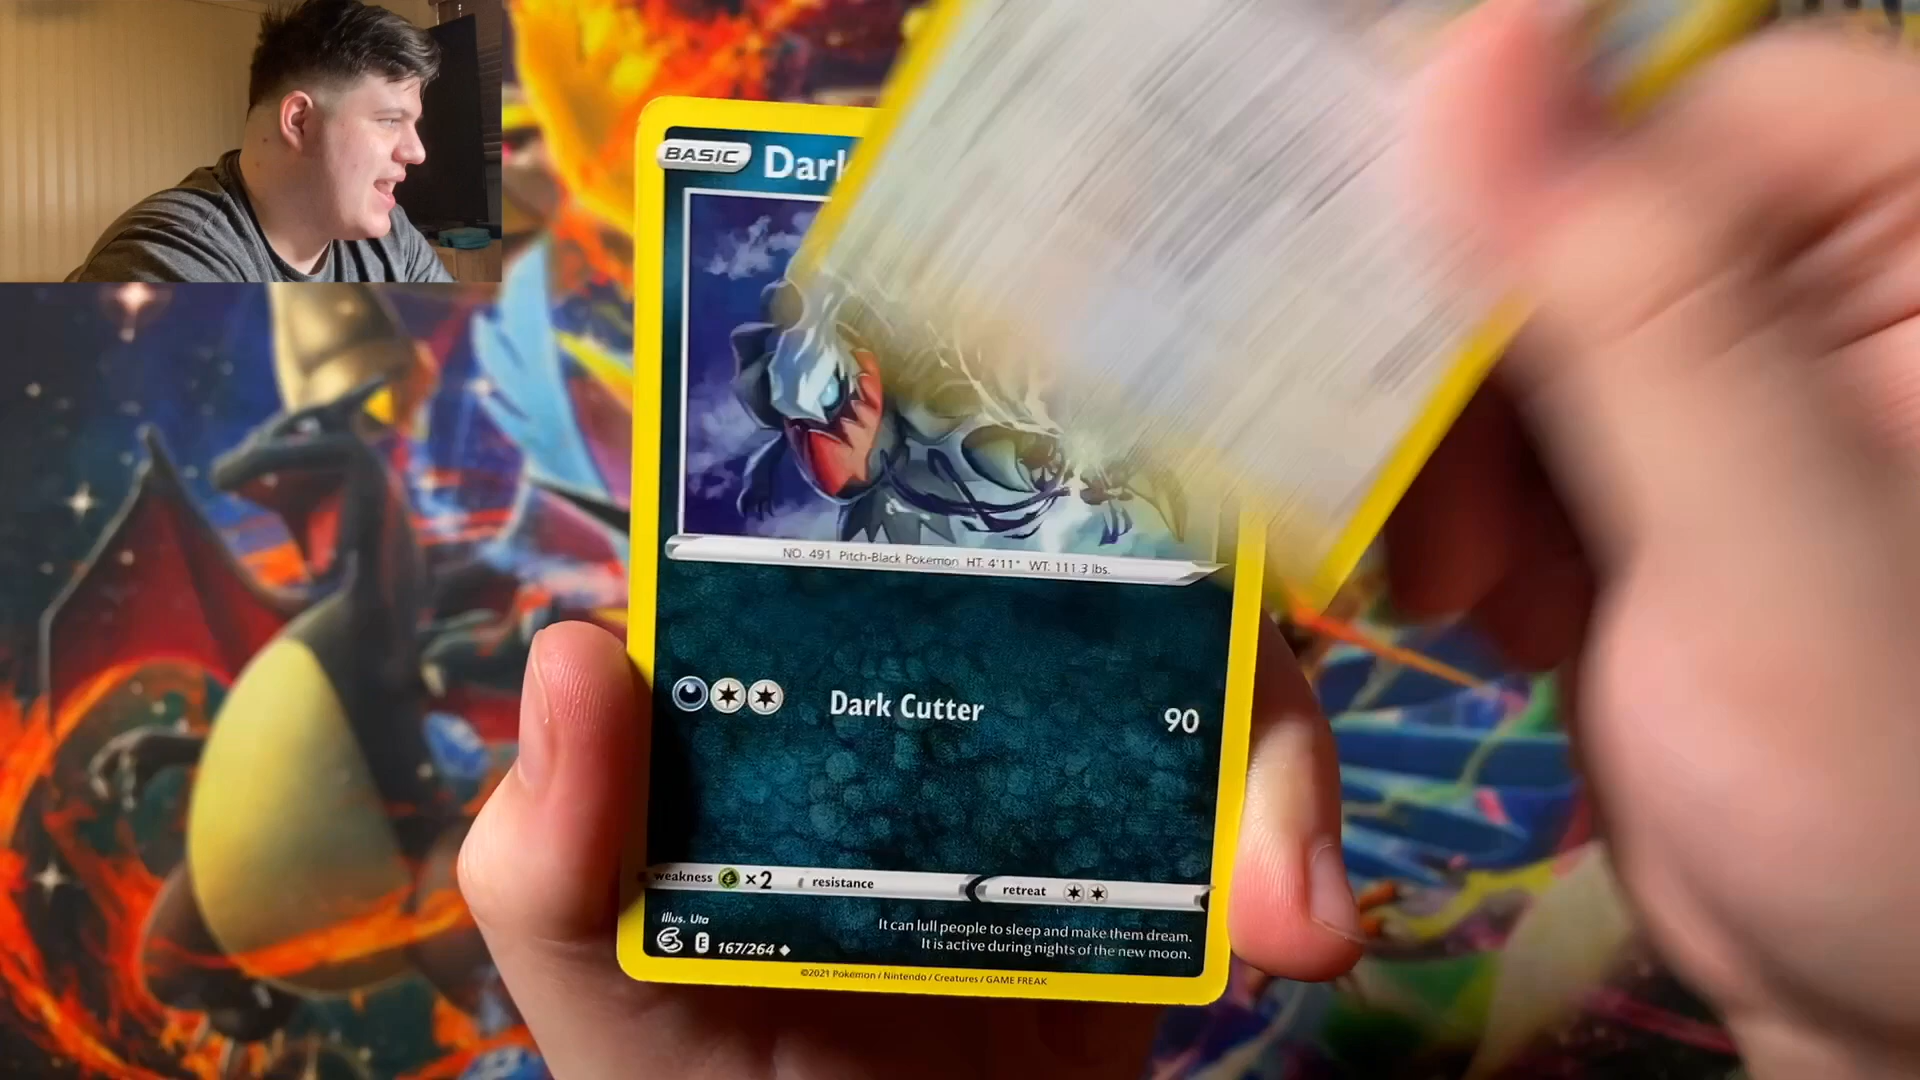 BASIC Dark
NO. 491 Pitch-Black Pokémon HT: 4'11" WT: 111.3 lbs.
Dark Cutter 90
weakness ×2 resistance retreat
Illus. Uta
It can lull people to sleep and make them dream.
It is active during nights of the new moon.
E 167/264
©2021 Pokémon / Nintendo / Creatures / GAME FREAK